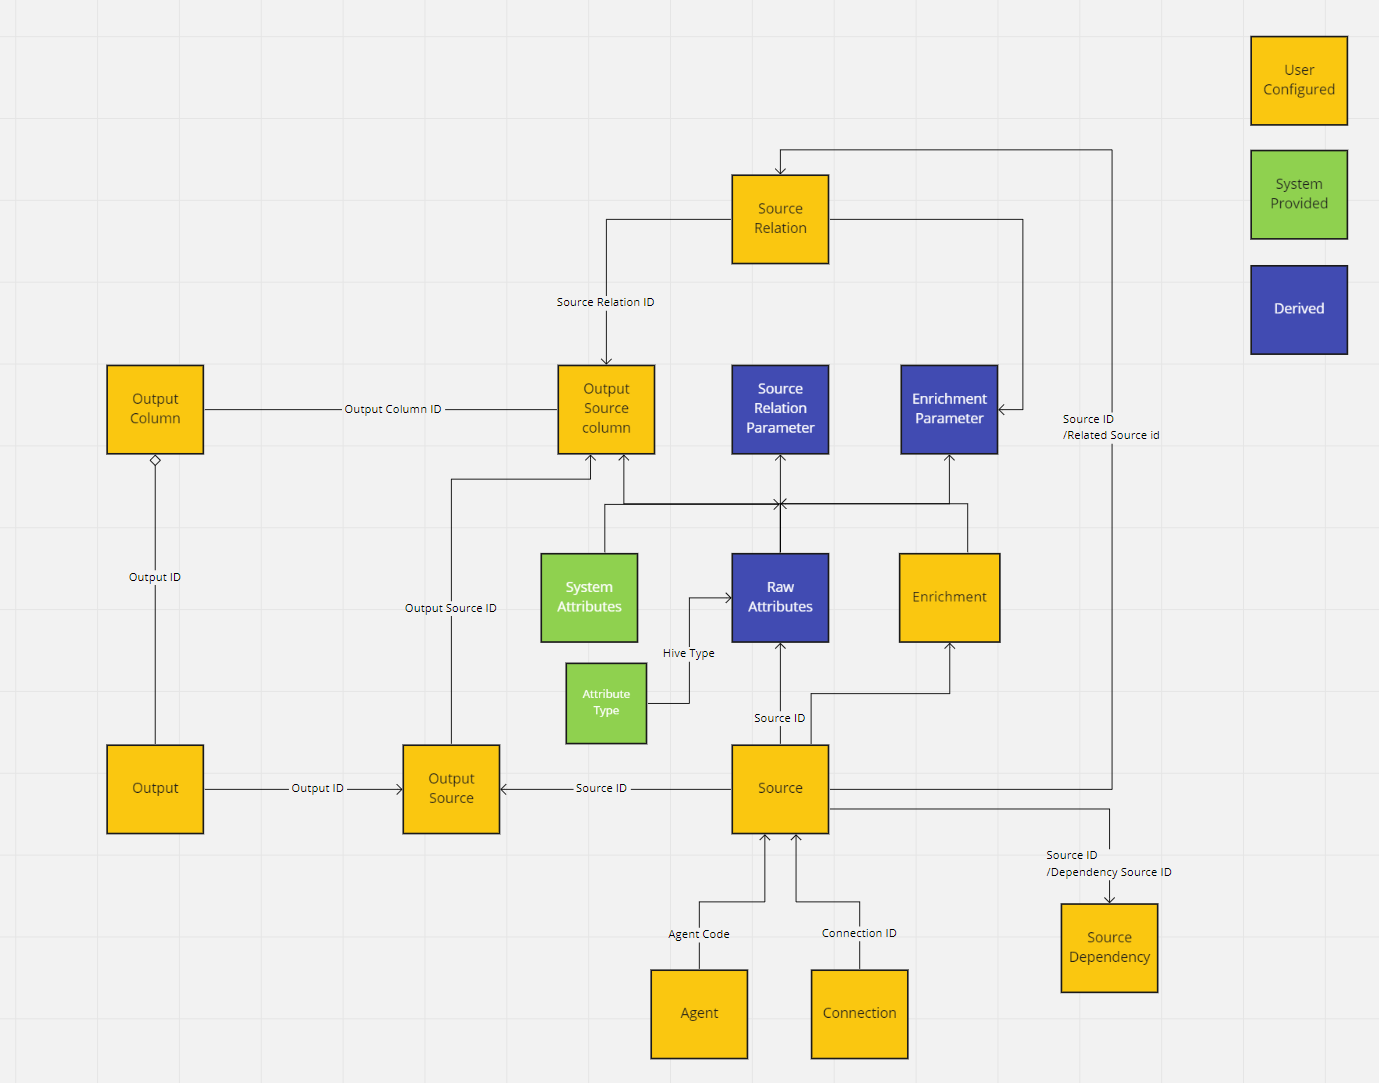 User
Configured
System
Provided
Derived
Source
Relation
Source Relation ID
Output
Column
Output Column ID
Output
Source
column
Source
Relation
Parameter
Enrichment
Parameter
Source ID
/Related Source id
Output ID
Output Source ID
System
Attributes
Raw
Attributes
Enrichment
Hive Type
Attribute
Type
Source ID
Output
Output ID
Output
Source
Source ID
Source
Source ID
/Dependency Source ID
Agent Code
Connection ID
Source
Dependency
Agent
Connection